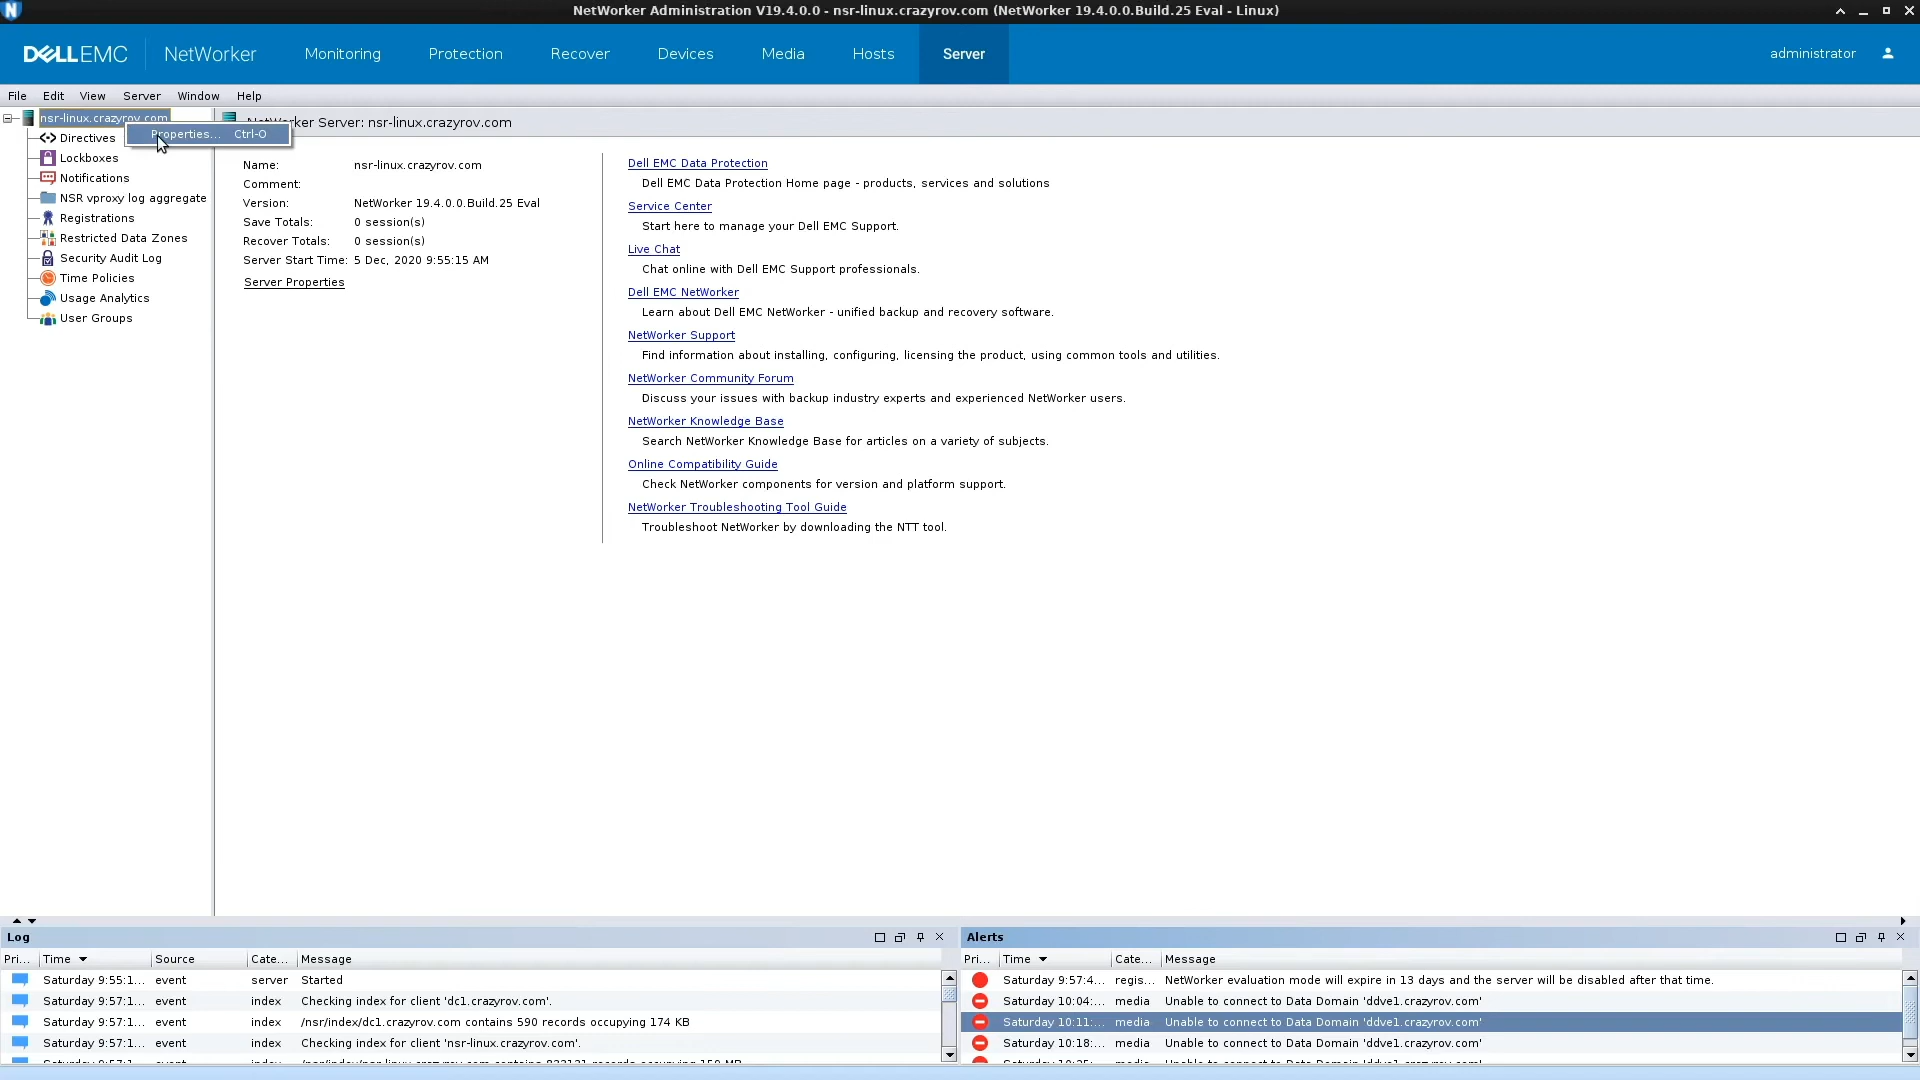 NetWorker Administration V19.4.0.0 - nsr-linux.crazyrov.com (NetWorker 19.4.0.0.Build.25 Eval - Linux)
DELLEMC NetWorker Monitoring Protection Recover Devices Media Hosts Server administrator
File Edit View Server Window Help
nsr-linux.crazyrov.com
Properties... Ctrl-O
Directives
Lockboxes
Notifications
NSR vproxy log aggregate
Registrations
Restricted Data Zones
Security Audit Log
Time Policies
Usage Analytics
User Groups
NetWorker Server: nsr-linux.crazyrov.com
Name: nsr-linux.crazyrov.com
Comment:
Version: NetWorker 19.4.0.0.Build.25 Eval
Save Totals: 0 session(s)
Recover Totals: 0 session(s)
Server Start Time: 5 Dec, 2020 9:55:15 AM
Server Properties
Dell EMC Data Protection
Dell EMC Data Protection Home page - products, services and solutions
Service Center
Start here to manage your Dell EMC Support.
Live Chat
Chat online with Dell EMC Support professionals.
Dell EMC NetWorker
Learn about Dell EMC NetWorker - unified backup and recovery software.
NetWorker Support
Find information about installing, configuring, licensing the product, using common tools and utilities.
NetWorker Community Forum
Discuss your issues with backup industry experts and experienced NetWorker users.
NetWorker Knowledge Base
Search NetWorker Knowledge Base for articles on a variety of subjects.
Online Compatibility Guide
Check NetWorker components for version and platform support.
NetWorker Troubleshooting Tool Guide
Troubleshoot NetWorker by downloading the NTT tool.
Log
Pri... Time Source Cate... Message
Saturday 9:55:1... event server Started
Saturday 9:57:1... event index Checking index for client 'dc1.crazyrov.com'.
Saturday 9:57:1... event index /nsr/index/dc1.crazyrov.com contains 590 records occupying 174 KB
Saturday 9:57:1... event index Checking index for client 'nsr-linux.crazyrov.com'.
Alerts
Pri... Time Cate... Message
Saturday 9:57:4... regis... NetWorker evaluation mode will expire in 13 days and the server will be disabled after that time.
Saturday 10:04:... media Unable to connect to Data Domain 'ddve1.crazyrov.com'
Saturday 10:11:... media Unable to connect to Data Domain 'ddve1.crazyrov.com'
Saturday 10:18:... media Unable to connect to Data Domain 'ddve1.crazyrov.com'